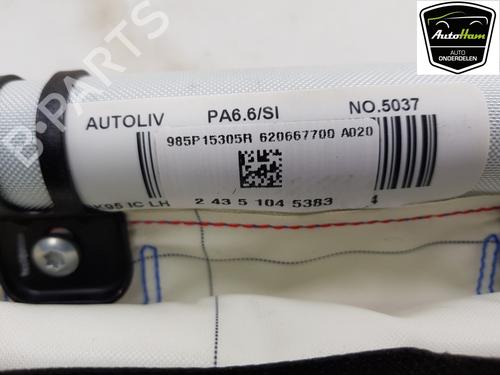 AutoHam
AUTO
ONDERDELEN
AUTOLIV PA6.6/SI NO.5037
985P15305R 620667700 A020
X95 IC LH 2 43 5 104 5383 4
B-PARTS